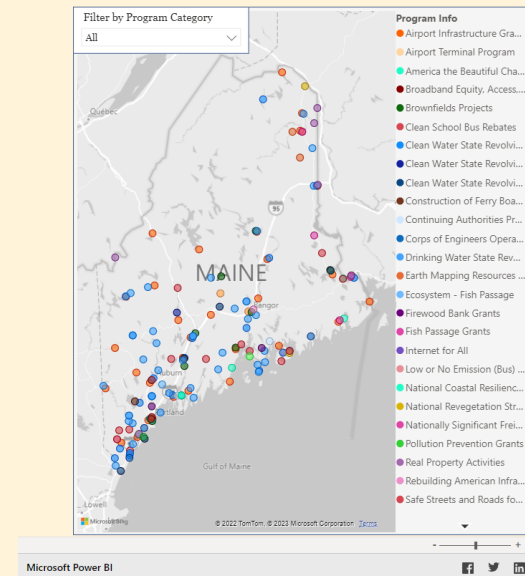 Filter by Program Category
All
Program Info
Airport Infrastructure Gra...
Airport Terminal Program
America the Beautiful Cha...
Broadband Equity, Access,...
Brownfields Projects
Clean School Bus Rebates
Clean Water State Revolvi...
Clean Water State Revolvi...
Clean Water State Revolvi...
Construction of Ferry Boa...
Continuing Authorities Pr...
Corps of Engineers Opera...
Drinking Water State Rev...
Earth Mapping Resources ...
Ecosystem - Fish Passage
Firewood Bank Grants
Fish Passage Grants
Internet for All
Low or No Emission (Bus) ...
National Coastal Resilienc...
National Revegetation Str...
Nationally Significant Frei...
Pollution Prevention Grants
Real Property Activities
Rebuilding American Infra...
Safe Streets and Roads fo...
Quebec
95
MAINE
Bangor
Auburn
rtland
Gulf of Maine
Lowell
Microsoft Bing
© 2022 TomTom, © 2023 Microsoft Corporation Terms
- +
Microsoft Power BI